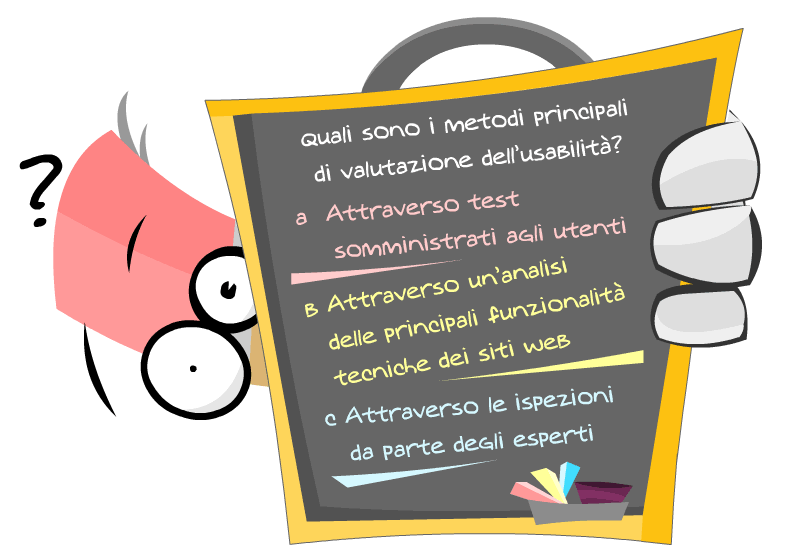 ?
Quali sono i metodi principali
di valutazione dell'usabilità?
a Attraverso test
somministrati agli utenti
B Attraverso un'analisi
delle principali funzionalità
tecniche dei siti web
c Attraverso le ispezioni
da parte degli esperti